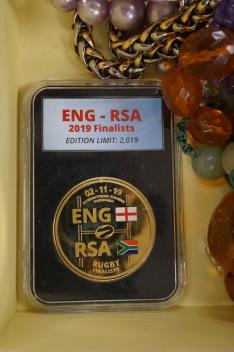 ENG - RSA
2019 Finalists
EDITION LIMIT: 2,019
02-11-19
ENG
RSA
RUGBY
FINALISTS